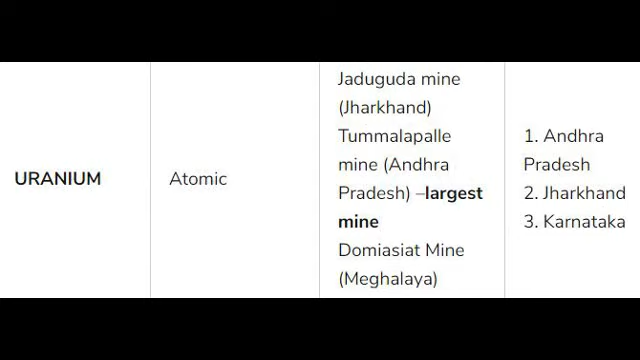 URANIUM
Atomic
Jaduguda mine
(Jharkhand)
Tummalapalle
mine (Andhra
Pradesh) –largest
mine
Domiasiat Mine
(Meghalaya)
1. Andhra
Pradesh
2. Jharkhand
3. Karnataka